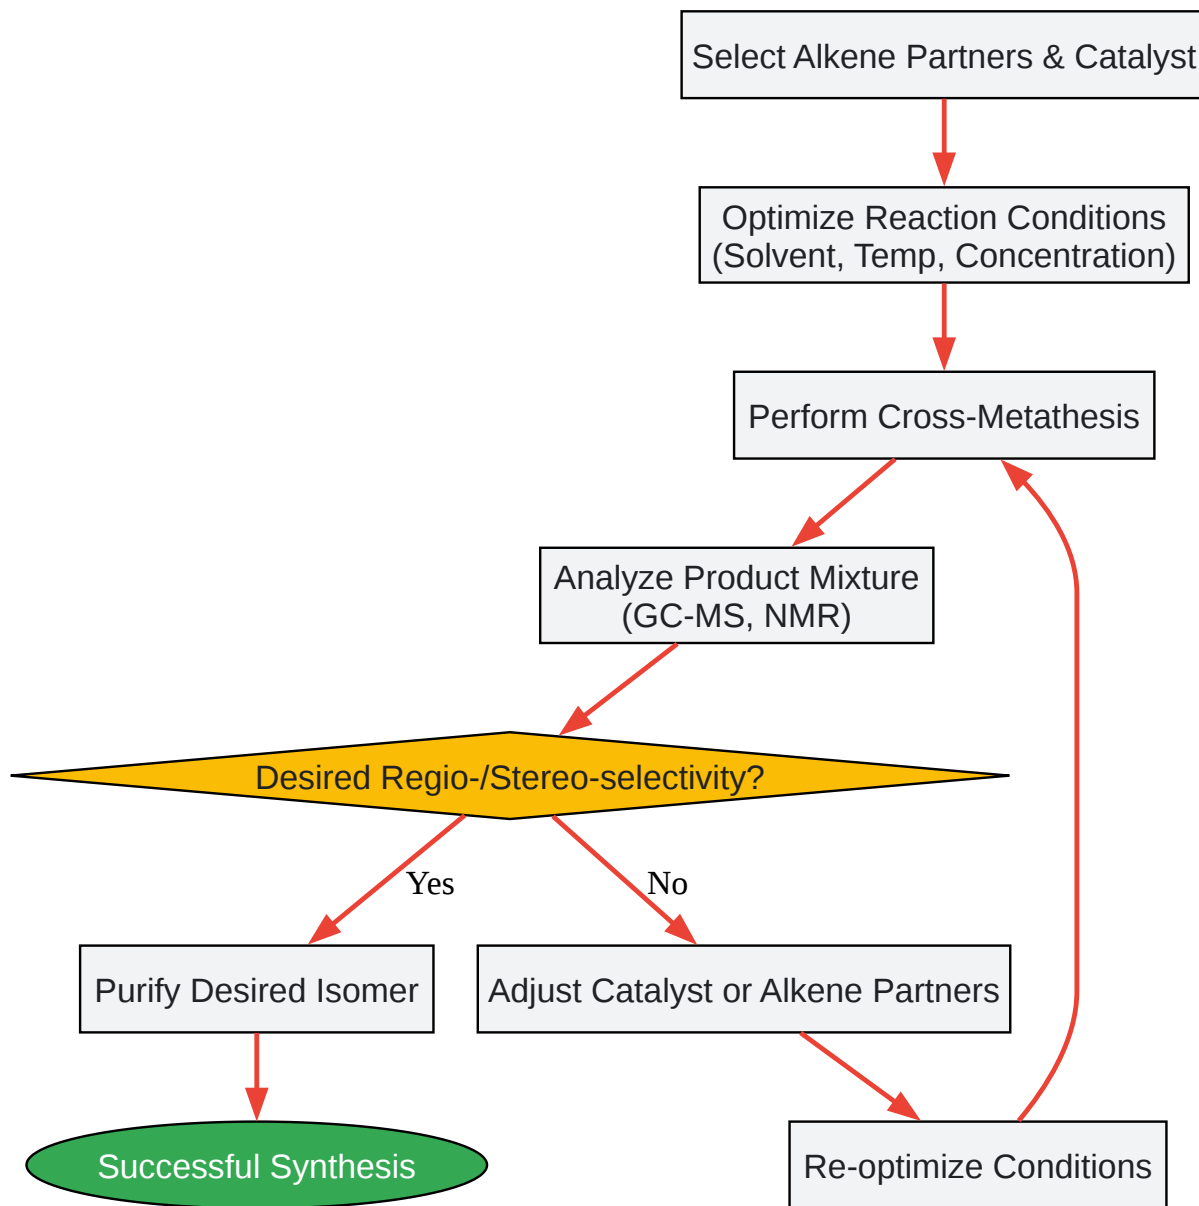 Select Alkene Partners & Catalyst
Optimize Reaction Conditions
(Solvent, Temp, Concentration)
Perform Cross-Metathesis
Analyze Product Mixture
(GC-MS, NMR)
Desired Regio-/Stereo-selectivity?
Yes
No
Purify Desired Isomer
Adjust Catalyst or Alkene Partners
Successful Synthesis
Re-optimize Conditions